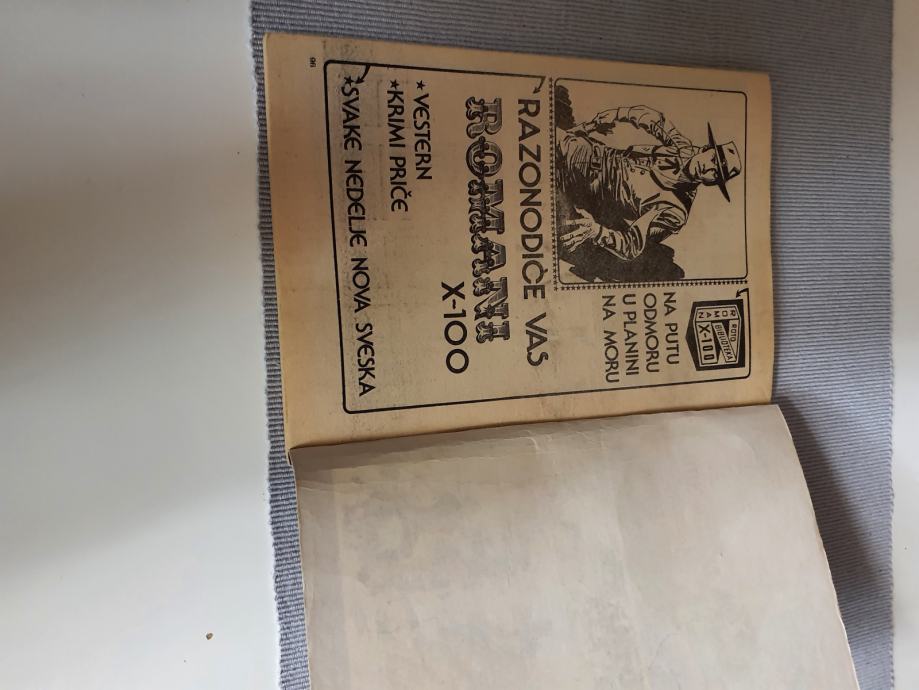 ROTO
BIBLIOTEKA
X-100
ROMAN
NA PUTU
ODMORU
U PLANINI
NA MORU
RAZONODIĆE VAS
ROMANI
X-100
*VESTERN
*KRIMI PRIČE
*SVAKE NEDELJE NOVA SVESKA
96